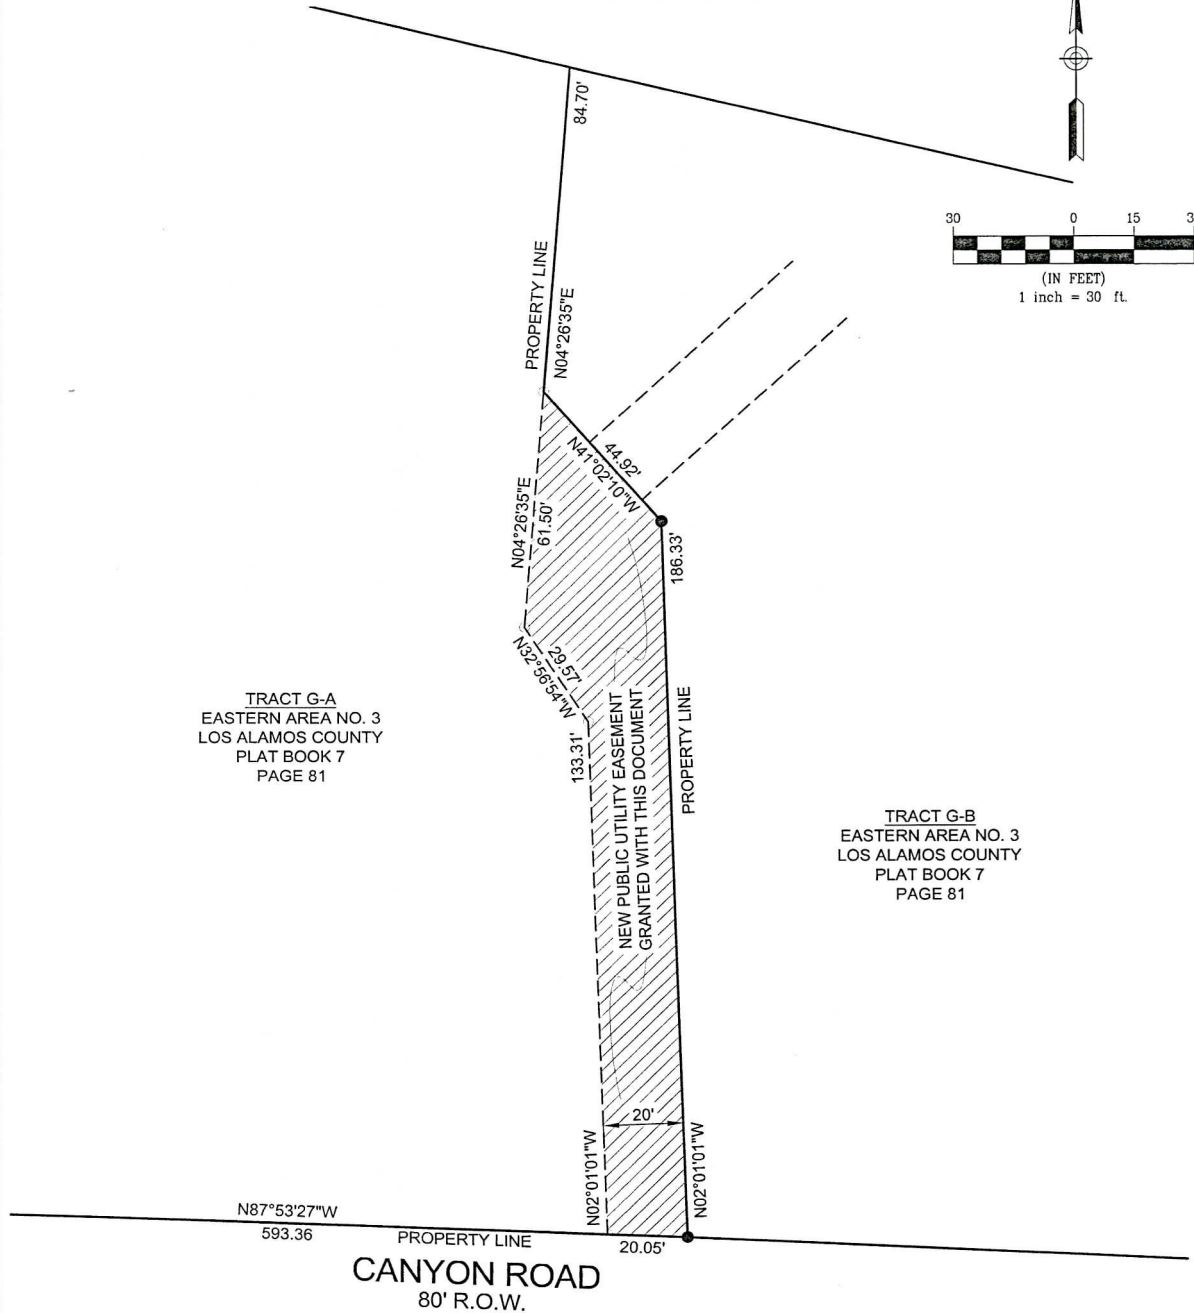 84.70'
30 0 15
(IN FEET)
1 inch = 30 ft.
PROPERTY LINE
N04°26'35"E
44.92'
N41°02'10"W
N04°26'35"E
61.50'
186.33'
29.57'
N32°56'54"W
133.31'
TRACT G-A
EASTERN AREA NO. 3
LOS ALAMOS COUNTY
PLAT BOOK 7
PAGE 81
NEW PUBLIC UTILITY EASEMENT
GRANTED WITH THIS DOCUMENT
PROPERTY LINE
TRACT G-B
EASTERN AREA NO. 3
LOS ALAMOS COUNTY
PLAT BOOK 7
PAGE 81
20'
N02°01'01"W
N02°01'01"W
N87°53'27"W
593.36
PROPERTY LINE
20.05'
CANYON ROAD
80' R.O.W.